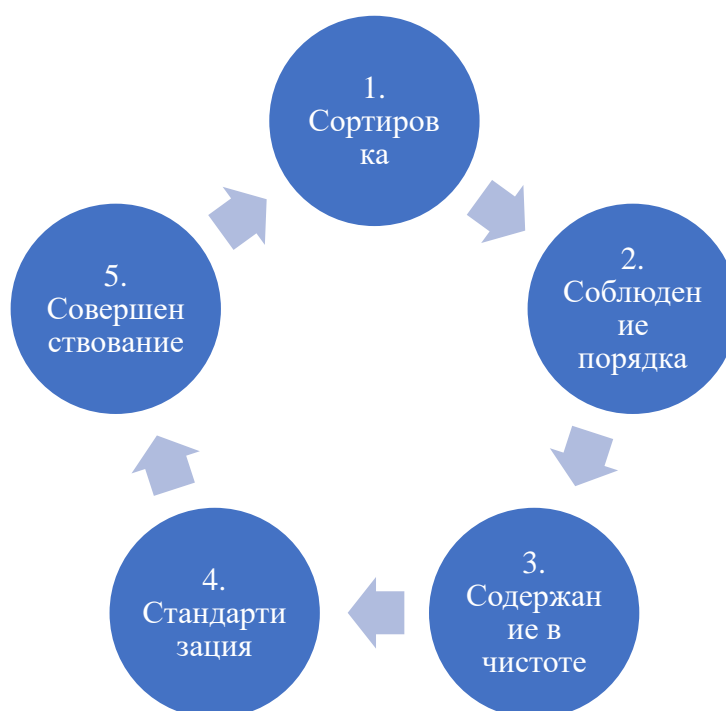 1.
Сортиров
ка
2.
Соблюден
ие
порядка
3.
Содержан
ие в
чистоте
4.
Стандарти
зация
5.
Совершен
ствование